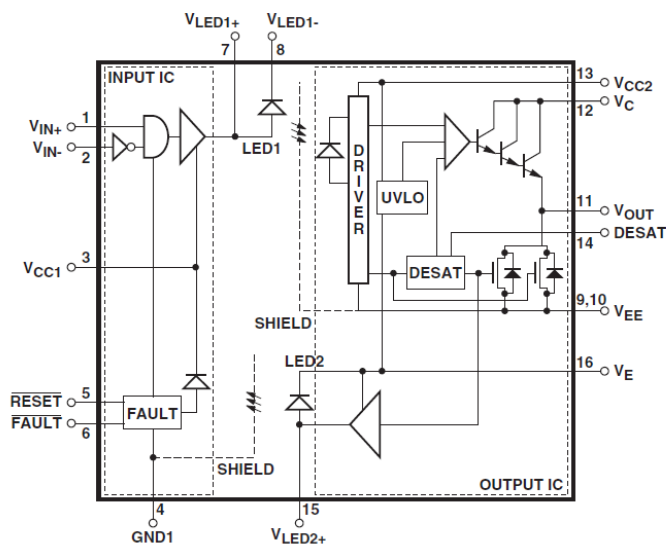 VLED1+ VLED1-
7 8
INPUT IC
13 VCC2
12 VC
1 VIN+
2 VIN-
LED1
DRIVER
UVLO
11 VOUT
14 DESAT
3 VCC1
DESAT
9,10 VEE
SHIELD
LED2
16 VE
5 RESET
6 FAULT
FAULT
SHIELD
OUTPUT IC
4 15
GND1 VLED2+